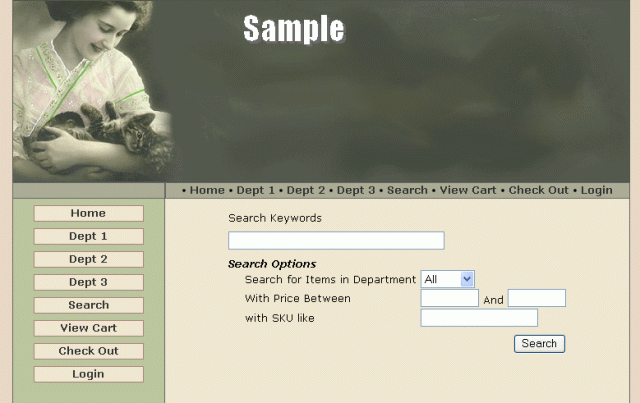 Sample
• Home • Dept 1 • Dept 2 • Dept 3 • Search • View Cart • Check Out • Login
Home
Dept 1
Dept 2
Dept 3
Search
View Cart
Check Out
Login
Search Keywords
Search Options
Search for Items in Department All
With Price Between And
with SKU like
Search